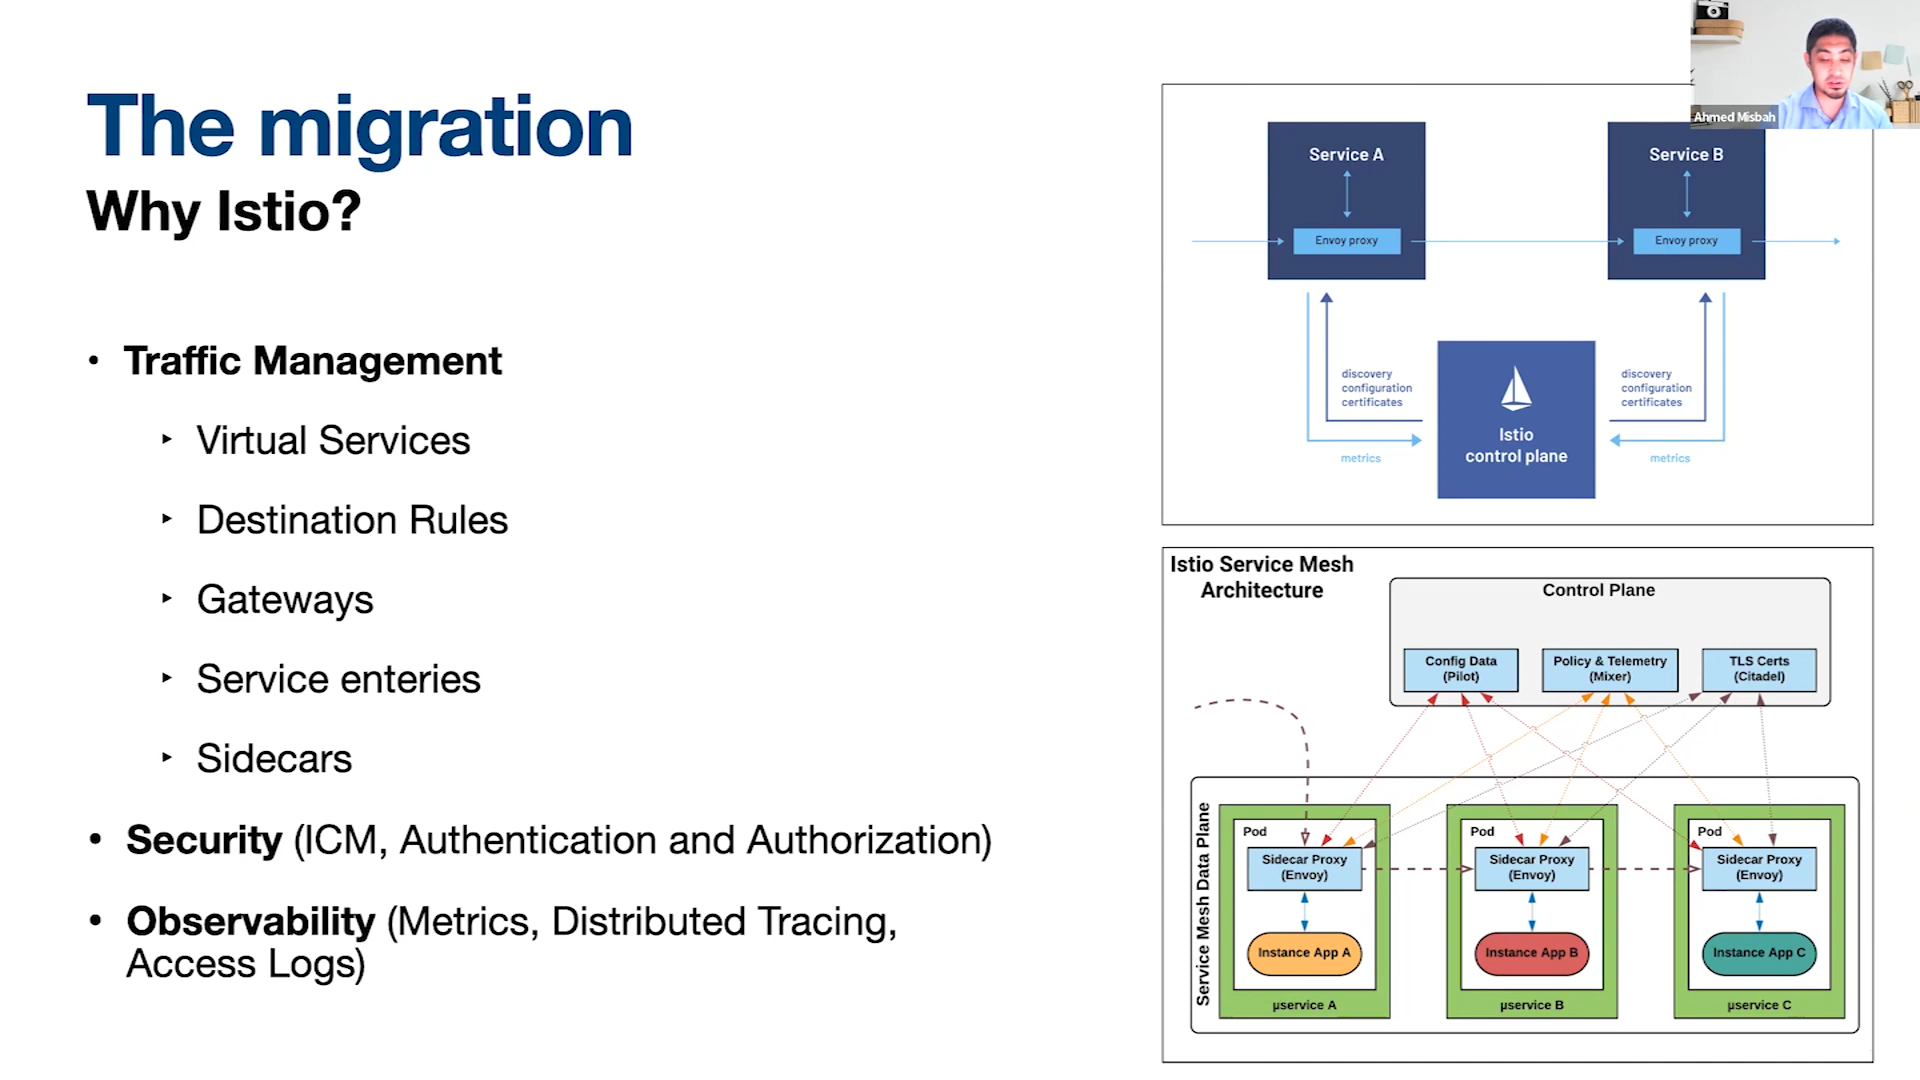 The migration
Why Istio?
• Traffic Management
‣ Virtual Services
‣ Destination Rules
‣ Gateways
‣ Service enteries
‣ Sidecars
• Security (ICM, Authentication and Authorization)
• Observability (Metrics, Distributed Tracing,
Access Logs)
Ahmed Misbah
Service A
Service B
Envoy proxy
Envoy proxy
discovery
configuration
certificates
discovery
configuration
certificates
Istio
control plane
metrics
metrics
Istio Service Mesh
Architecture
Control Plane
Config Data
(Pilot)
Policy & Telemetry
(Mixer)
TLS Certs
(Citadel)
Service Mesh Data Plane
Pod
Sidecar Proxy
(Envoy)
Instance App A
µservice A
Pod
Sidecar Proxy
(Envoy)
Instance App B
µservice B
Pod
Sidecar Proxy
(Envoy)
Instance App C
µservice C